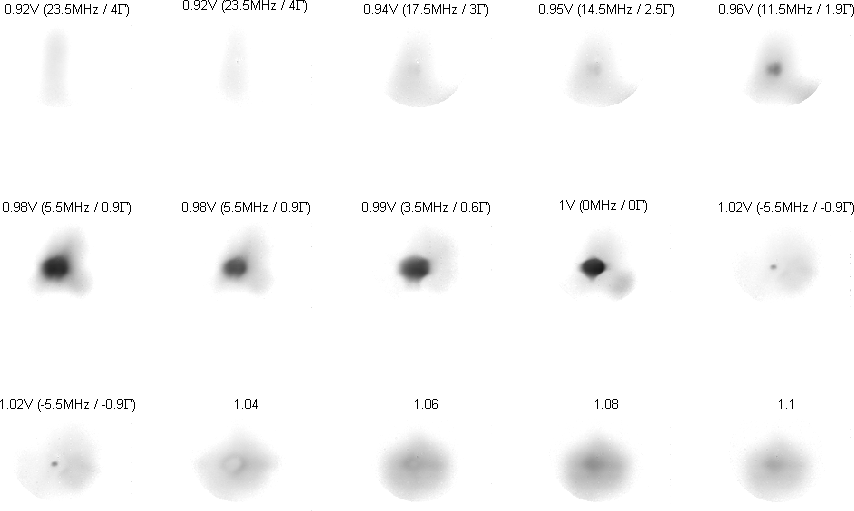 0.92V (23.5MHz / 4Γ)
0.92V (23.5MHz / 4Γ)
0.94V (17.5MHz / 3Γ)
0.95V (14.5MHz / 2.5Γ)
0.96V (11.5MHz / 1.9Γ)
0.98V (5.5MHz / 0.9Γ)
0.98V (5.5MHz / 0.9Γ)
0.99V (3.5MHz / 0.6Γ)
1V (0MHz / 0Γ)
1.02V (-5.5MHz / -0.9Γ)
1.02V (-5.5MHz / -0.9Γ)
1.04
1.06
1.08
1.1